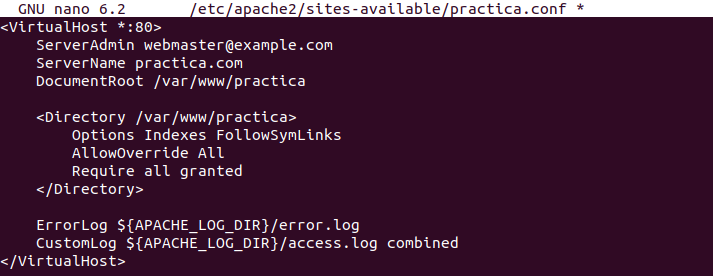 GNU nano 6.2 /etc/apache2/sites-available/practica.conf *
<VirtualHost *:80>
    ServerAdmin webmaster@example.com
    ServerName practica.com
    DocumentRoot /var/www/practica

    <Directory /var/www/practica>
        Options Indexes FollowSymLinks
        AllowOverride All
        Require all granted
    </Directory>

    ErrorLog ${APACHE_LOG_DIR}/error.log
    CustomLog ${APACHE_LOG_DIR}/access.log combined
</VirtualHost>